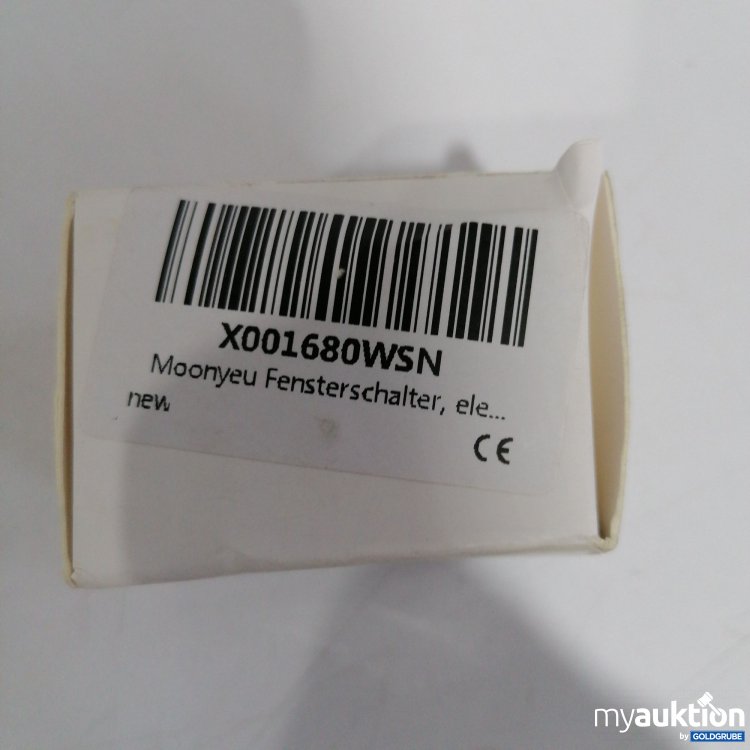 X001680WSN
Moonyeu Fensterschalter, ele...
new
CE
myauktion
by GOLDGRUBE